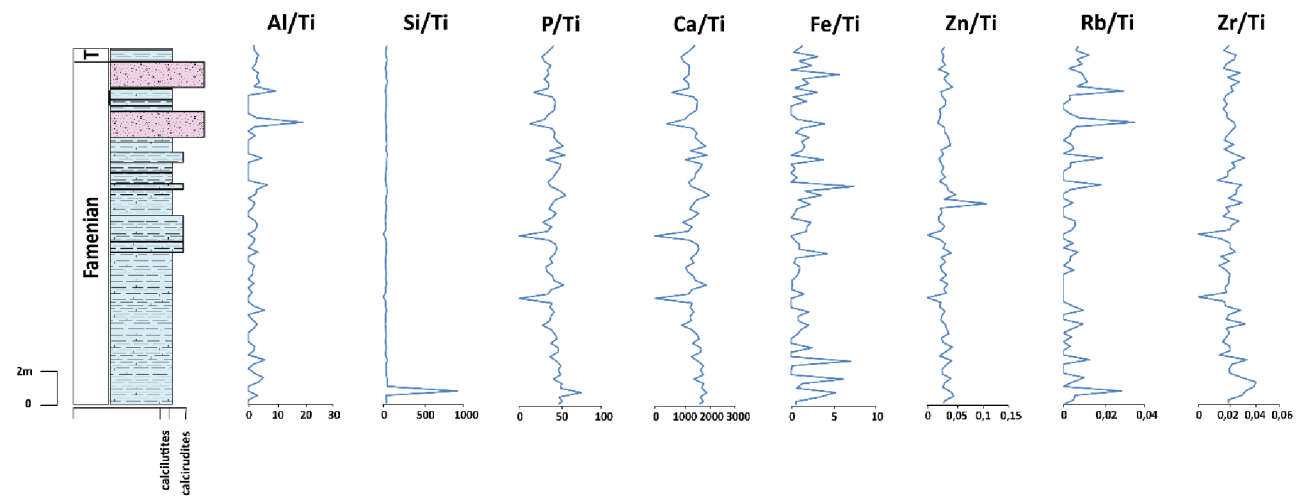 Al/Ti Si/Ti P/Ti Ca/Ti Fe/Ti Zn/Ti Rb/Ti Zr/Ti
T
Famenian
2m
0
0 10 20 30
0 500 1000
0 50 100
0 1000 2000 3000
0 5 10
0 0,05 0,1 0,15
0 0,02 0,04
0 0,02 0,04 0,06
calcilutites
calcirudites